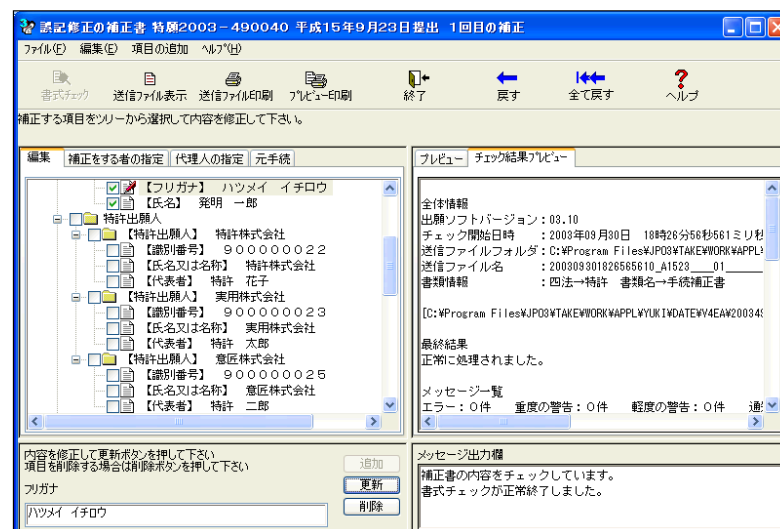 誤記修正の補正書 特願2003-490040 平成15年9月23日提出 1回目の補正
ファイル(F) 編集(E) 項目の追加 ヘルプ(H)
書式チェック 送信ファイル表示 送信ファイル印刷 プレビュー印刷 終了 戻す 全て戻す ヘルプ
補正する項目をツリーから選択して内容を修正して下さい。
編集 補正をする者の指定 代理人の指定 元手続
【フリガナ】 ハツメイ イチロウ
【氏名】 発明 一郎
特許出願人
【特許出願人】 特許株式会社
【識別番号】 900000022
【氏名又は名称】 特許株式会社
【代表者】 特許 花子
【特許出願人】 実用株式会社
【識別番号】 900000023
【氏名又は名称】 実用株式会社
【代表者】 特許 太郎
【特許出願人】 意匠株式会社
【識別番号】 900000025
【氏名又は名称】 意匠株式会社
【代表者】 特許 二郎
プレビュー チェック結果プレビュー
全体情報
出願ソフトバージョン:03.10
チェック開始日時 :2003年09月30日 18時26分56秒561ミリ秒
送信ファイルフォルダ:C:¥Program Files¥JPO3¥TAKE¥WORK¥APPL¥
送信ファイル名 :200309301826565610_A1523____01______
書類情報 :四法→特許 書類名→手続補正書
[C:¥Program Files¥JPO3¥TAKE¥WORK¥APPL¥YUKI¥DATE¥Y4EA¥200349
最終結果
正常に処理されました。
メッセージ一覧
エラー:0件 重度の警告:0件 軽度の警告:0件 通
内容を修正して更新ボタンを押して下さい
項目を削除する場合は削除ボタンを押して下さい
追加
フリガナ
更新
ハツメイ イチロウ
削除
メッセージ出力欄
補正書の内容をチェックしています。
書式チェックが正常終了しました。